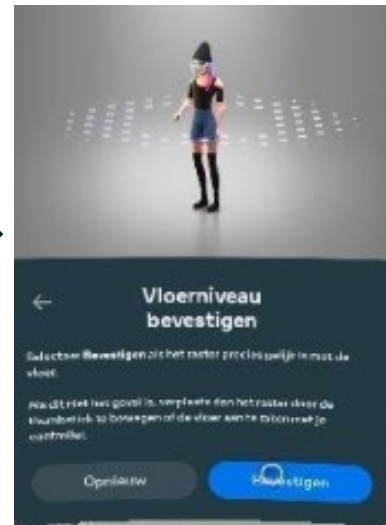 Vloerniveau
bevestigen
Selecteer Bevestigen als het raster precies gelijk is met de
vloer.
Als dit niet het geval is, verplaats dan het raster door de
thumbstick te bewegen of de vloer aan te raken met je
controller.
Opnieuw
Bevestigen